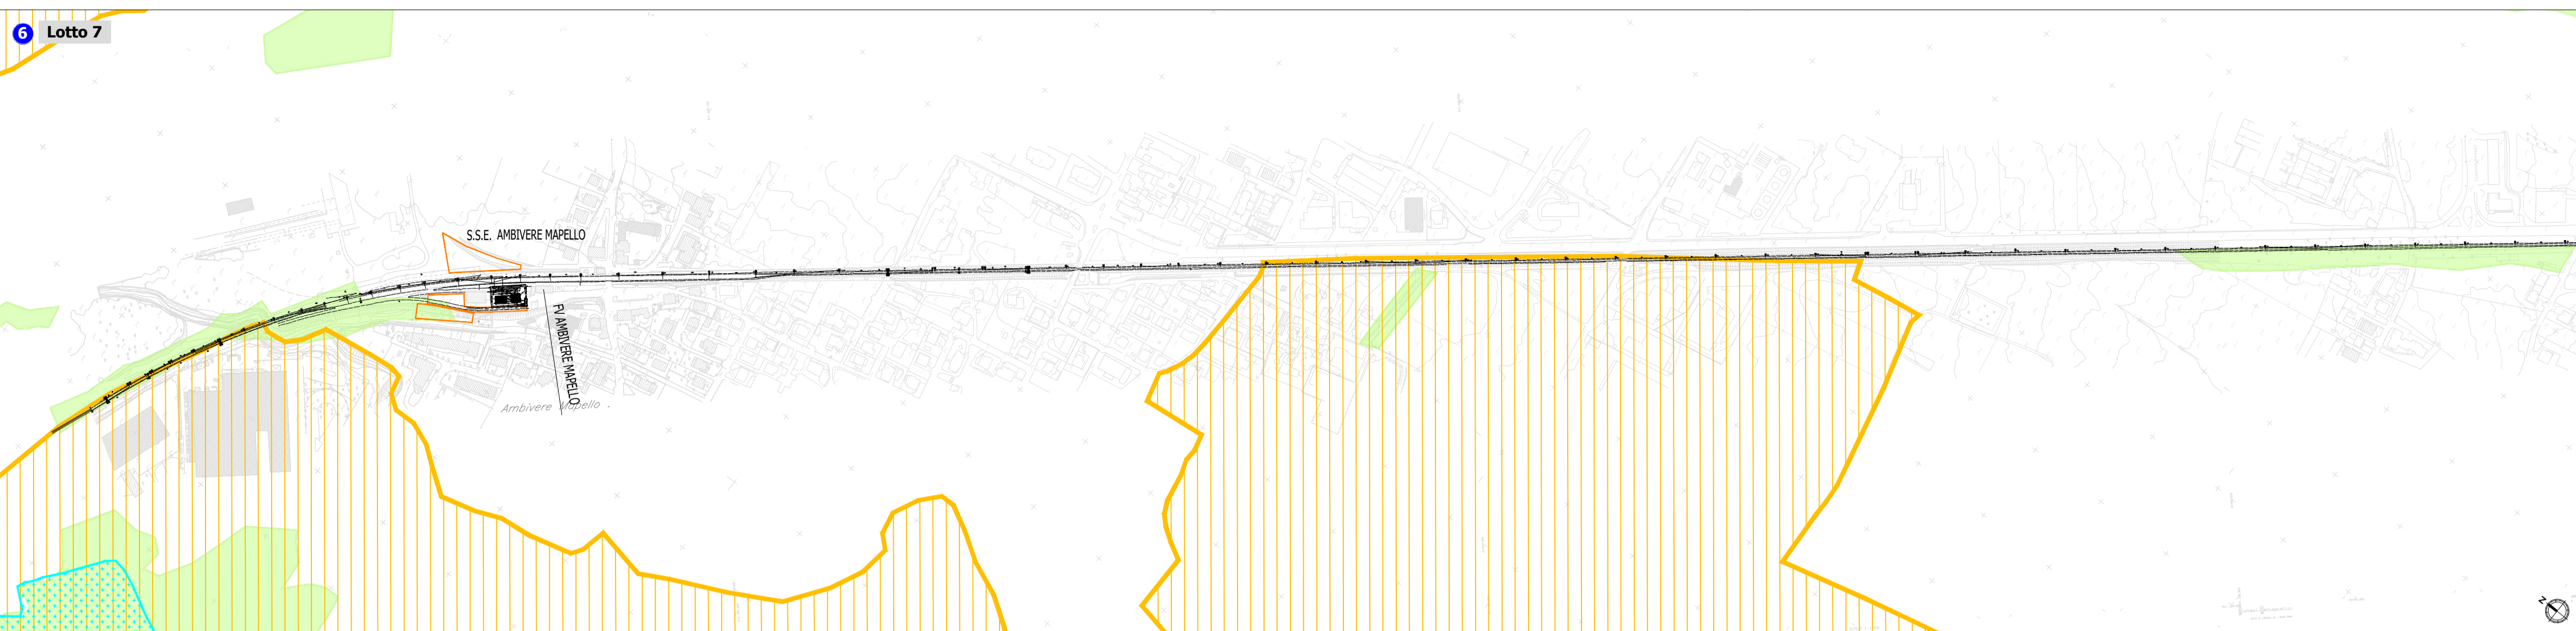 6 Lotto 7
S.S.E. AMBIVERE MAPELLO
FV AMBIVERE MAPELLO
Ambivere Mapello .
N